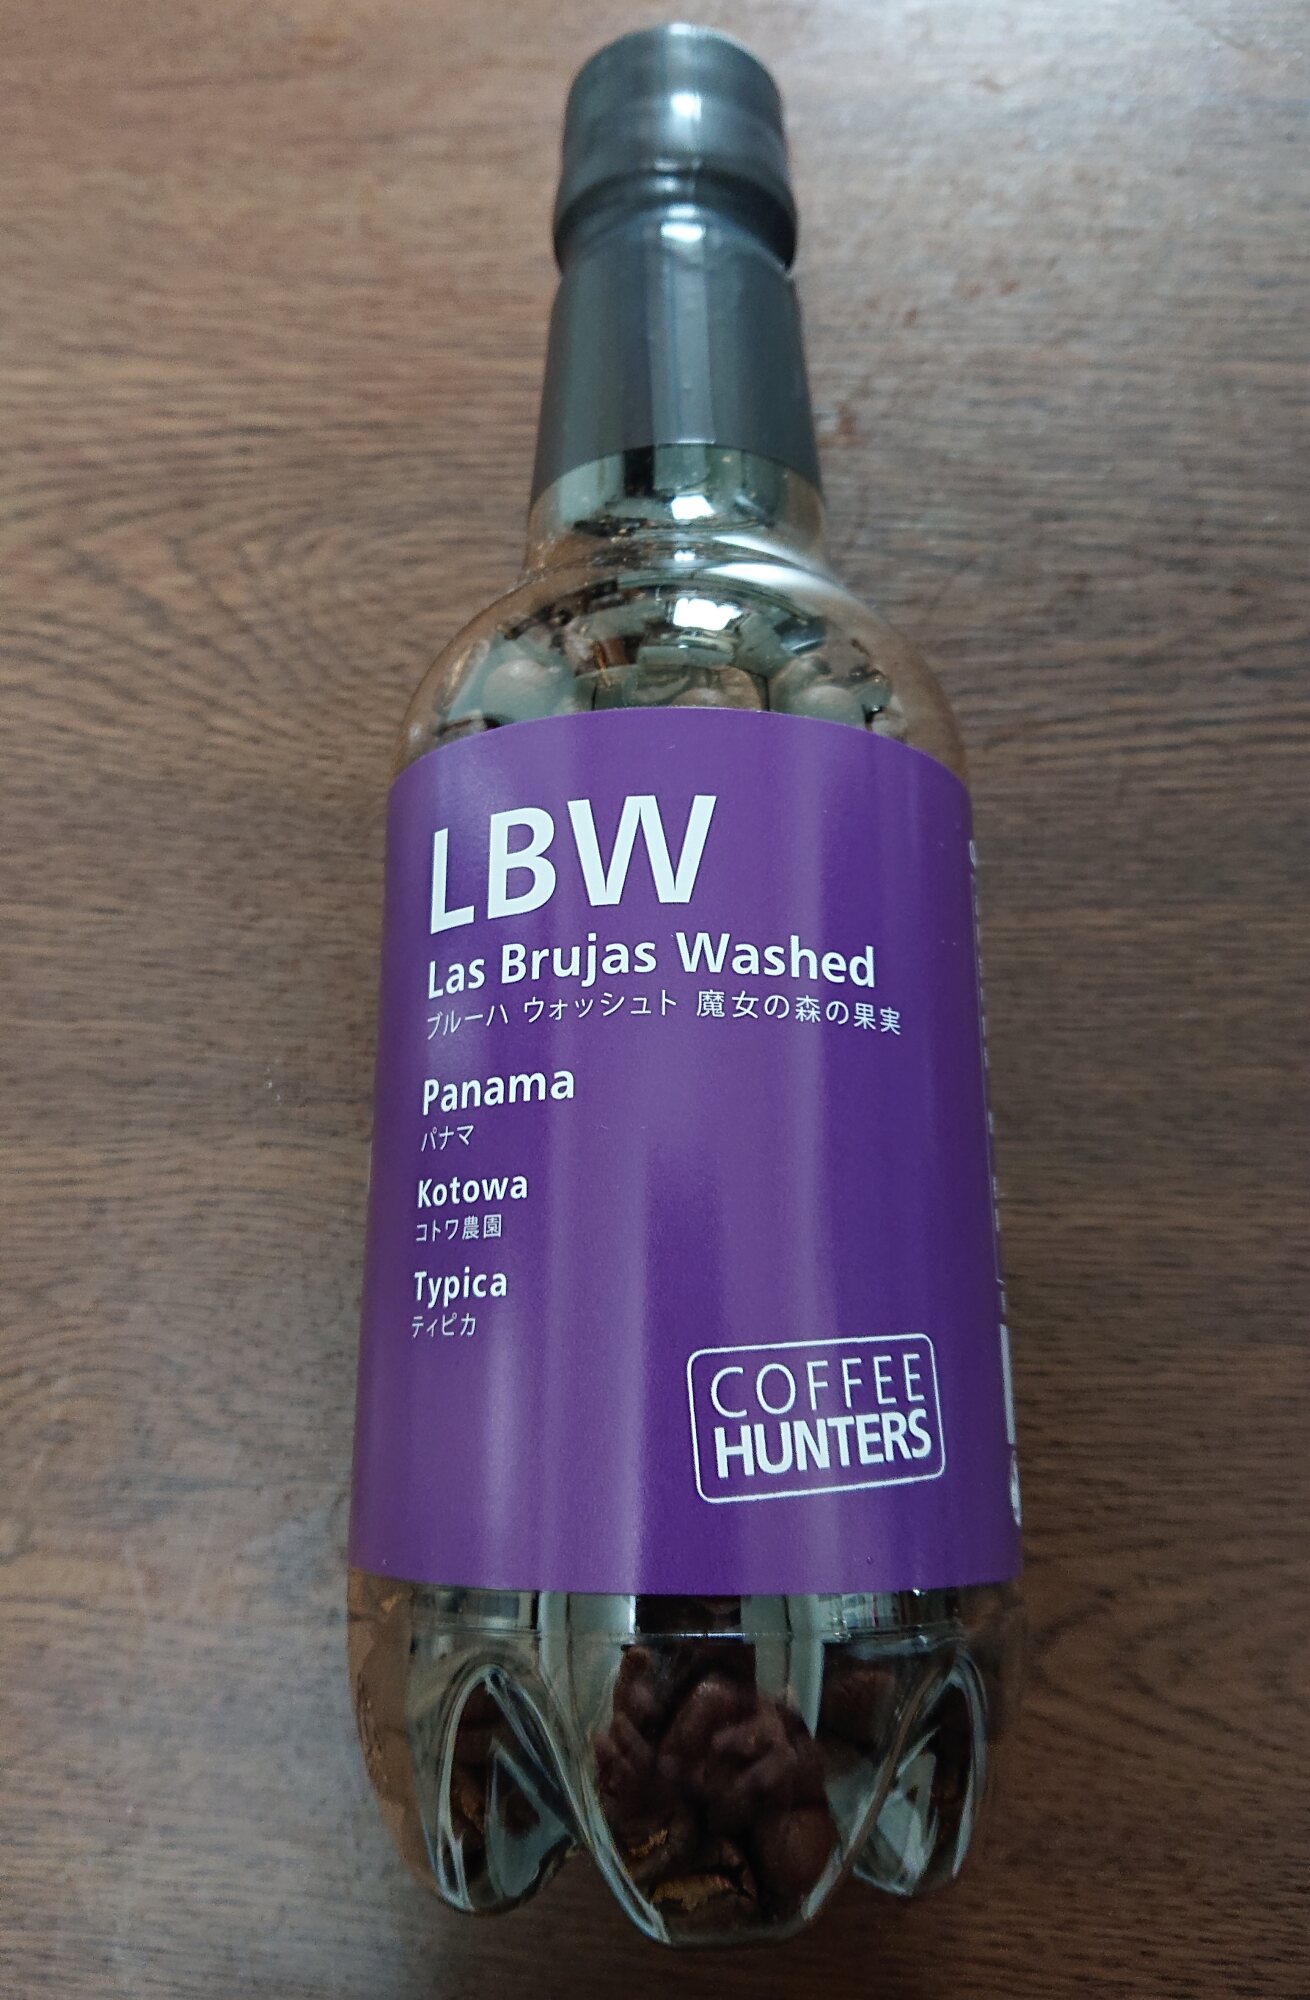 LBW
Las Brujas Washed
ブルーハ ウォッシュト 魔女の森の果実
Panama
パナマ
Kotowa
コトワ農園
Typica
ティピカ
COFFEE
HUNTERS